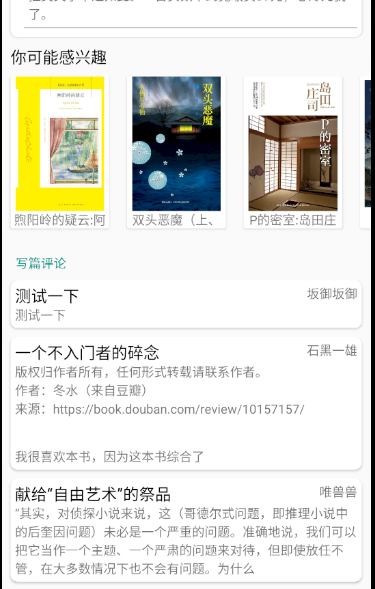 了。
你可能感兴趣
双头恶魔
岛田庄司
P的密室
煦阳岭的疑云:阿
双头恶魔（上、
P的密室:岛田庄
写篇评论
测试一下
坂御坂御
测试一下
一个不入门者的碎念
石黑一雄
版权归作者所有，任何形式转载请联系作者。
作者：冬水（来自豆瓣）
来源：https://book.douban.com/review/10157157/
我很喜欢本书，因为这本书综合了
献给“自由艺术”的祭品
唯兽兽
“其实，对侦探小说来说，这（哥德尔式问题，即推理小说中
的后奎因问题）未必是一个严重的问题。准确地说，我们可以
把它当作一个主题、一个严肃的问题来对待，但即使放任不
管，在大多数情况下也不会有问题。为什么